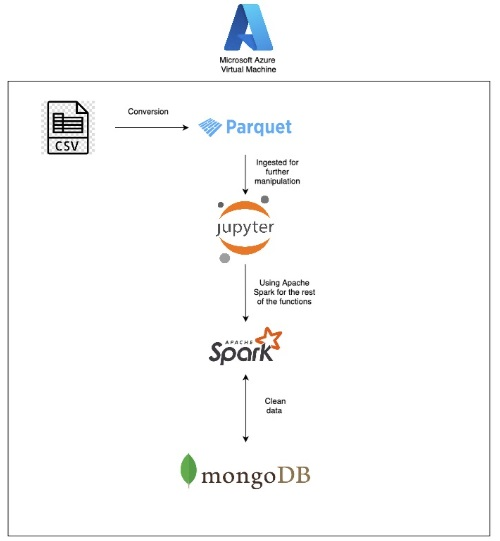 Microsoft Azure
Virtual Machine
CSV
Conversion
Parquet
Ingested for
further
manipulation
jupyter
Using Apache
Spark for the rest
of the functions
APACHE
Spark
Clean
data
mongoDB